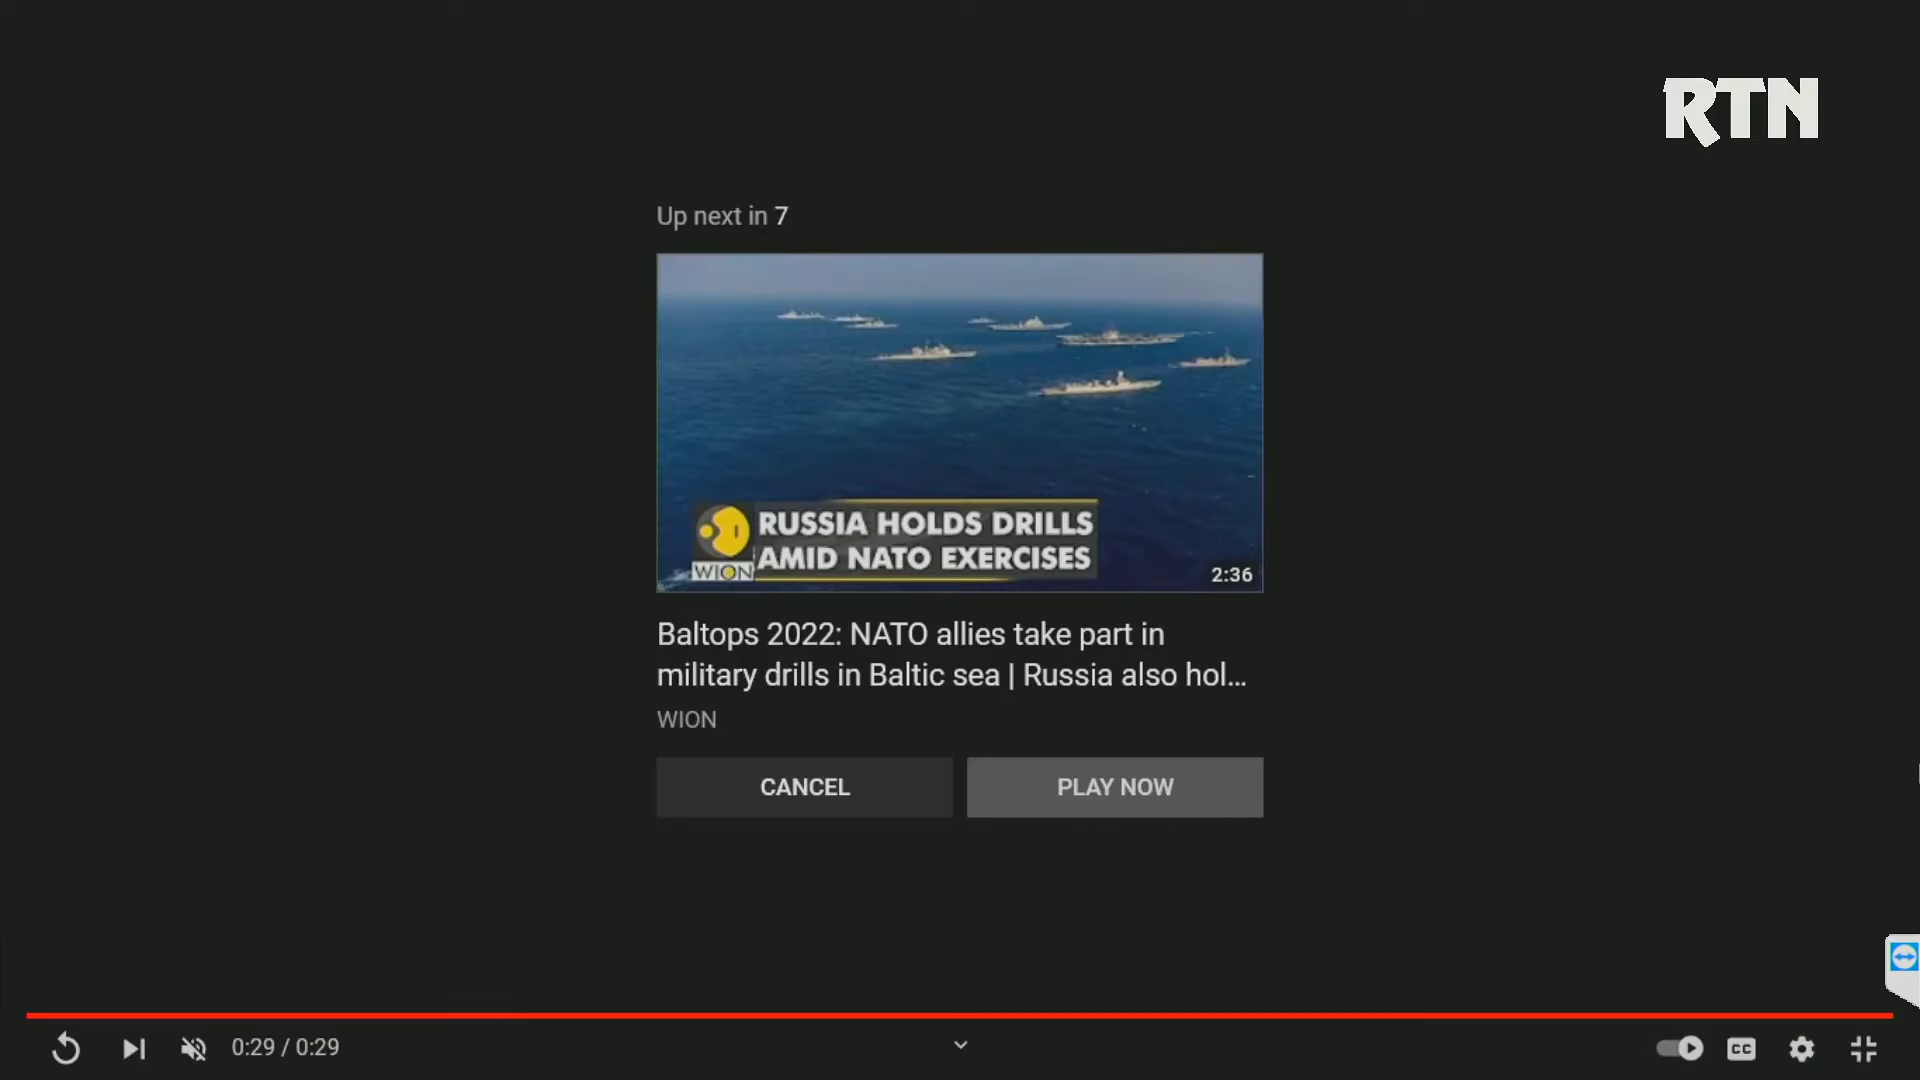 RTN
Up next in 7
RUSSIA HOLDS DRILLS
AMID NATO EXERCISES
WION
2:36
Baltops 2022: NATO allies take part in
military drills in Baltic sea | Russia also hol...
WION
CANCEL
PLAY NOW
0:29 / 0:29
CC